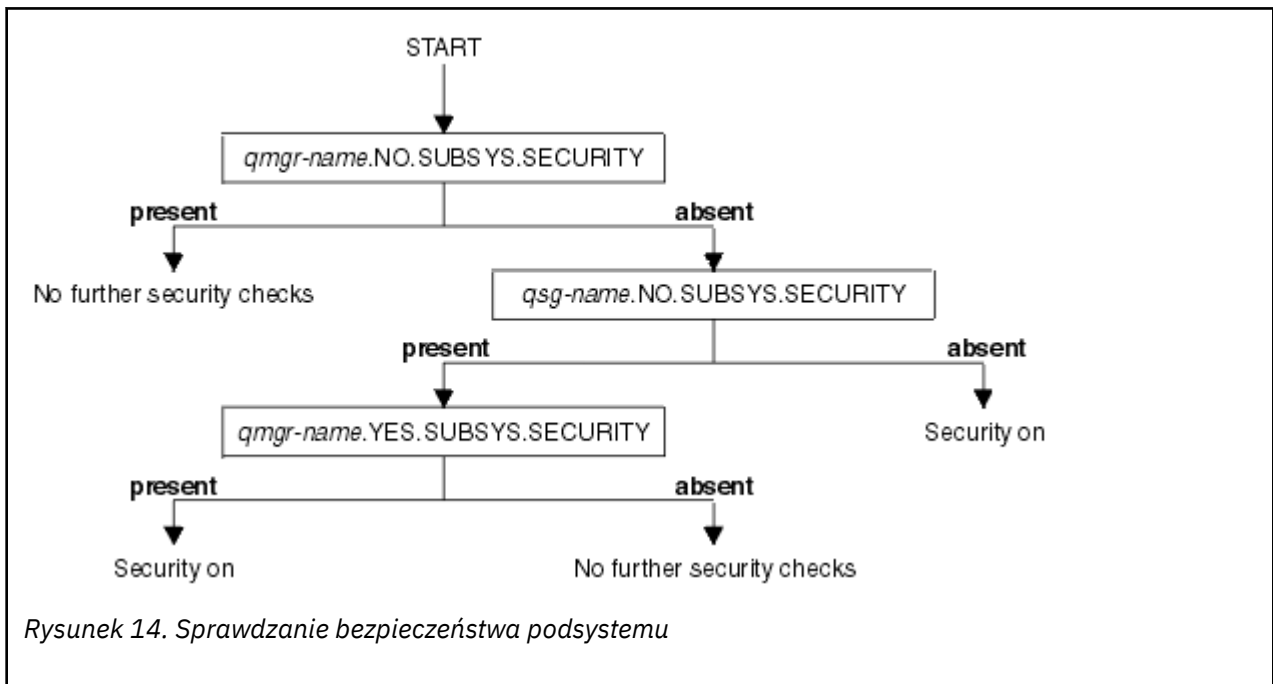 START
qmgr-name.NO.SUBSYS.SECURITY
present absent
No further security checks
qsg-name.NO.SUBSYS.SECURITY
present absent
qmgr-name.YES.SUBSYS.SECURITY
Security on
present absent
Security on No further security checks
Rysunek 14. Sprawdzanie bezpieczeństwa podsystemu